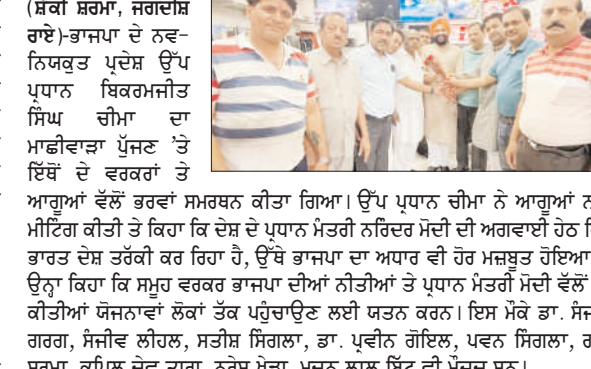 (ਸ਼ੰਕੀ ਸ਼ਰਮਾ, ਜਗਦੀਸ਼
ਰਾਏ)-ਭਾਜਪਾ ਦੇ ਨਵ-
ਨਿਯਕੁਤ ਪ੍ਰਦੇਸ਼ ਉੱਪ
ਪ੍ਰਧਾਨ ਬਿਕਰਮਜੀਤ
ਸਿੰਘ ਚੀਮਾ ਦਾ
ਮਾਛੀਵਾੜਾ ਪੁੱਜਣ 'ਤੇ
ਇੱਥੋਂ ਦੇ ਵਰਕਰਾਂ ਤੇ
ਆਗੂਆਂ ਵੱਲੋਂ ਭਰਵਾਂ ਸਮਰਥਨ ਕੀਤਾ ਗਿਆ। ਉੱਪ ਪ੍ਰਧਾਨ ਚੀਮਾ ਨੇ ਆਗੂਆਂ
ਮੀਟਿੰਗ ਕੀਤੀ ਤੇ ਕਿਹਾ ਕਿ ਦੇਸ਼ ਦੇ ਪ੍ਰਧਾਨ ਮੰਤਰੀ ਨਰਿੰਦਰ ਮੋਦੀ ਦੀ ਅਗਵਾਈ ਹੇਠ
ਭਾਰਤ ਦੇਸ਼ ਤਰੱਕੀ ਕਰ ਰਿਹਾ ਹੈ, ਉੱਥੇ ਭਾਜਪਾ ਦਾ ਅਧਾਰ ਵੀ ਹੋਰ ਮਜ਼ਬੂਤ ਹੋਇਆ
ਉਨ੍ਹਾ ਕਿਹਾ ਕਿ ਸਮੂਹ ਵਰਕਰ ਭਾਜਪਾ ਦੀਆਂ ਨੀਤੀਆਂ ਤੇ ਪ੍ਰਧਾਨ ਮੰਤਰੀ ਮੋਦੀ ਵੱਲੋਂ
ਕੀਤੀਆਂ ਯੋਜਨਾਵਾਂ ਲੋਕਾਂ ਤੱਕ ਪਹੁੰਚਾਉਣ ਲਈ ਯਤਨ ਕਰਨ। ਇਸ ਮੌਕੇ ਡਾ.
ਗਰਗ, ਸੰਜੀਵ ਲੀਹਲ, ਸਤੀਸ਼ ਸਿੰਗਲਾ, ਡਾ. ਪ੍ਰਵੀਨ ਗੋਇਲ, ਪਵਨ ਸਿੰਗਲਾ,